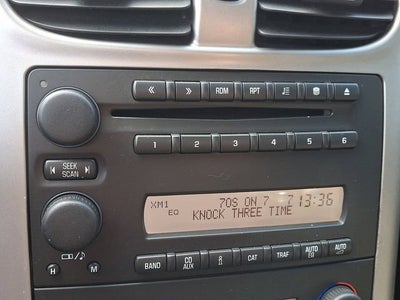 RDM RPT
1 2 3 4 5 6
SEEK
SCAN
XM1 70S ON 7 7 13:36
EQ KNOCK THREE TIME
H M
BAND CD AUX i CAT TRAF AUTO EQ AUTO